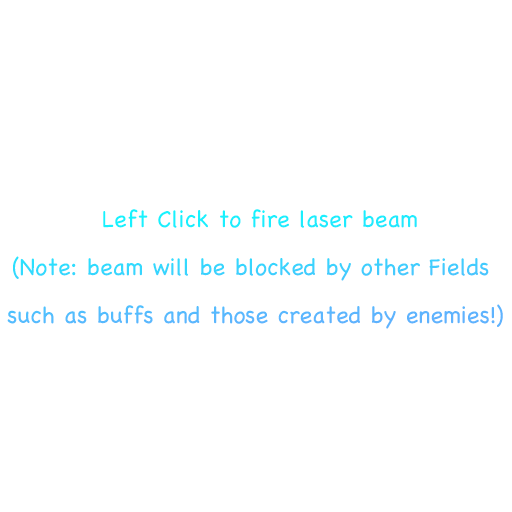 Left Click to fire laser beam
(Note: beam will be blocked by other Fields
such as buffs and those created by enemies!)